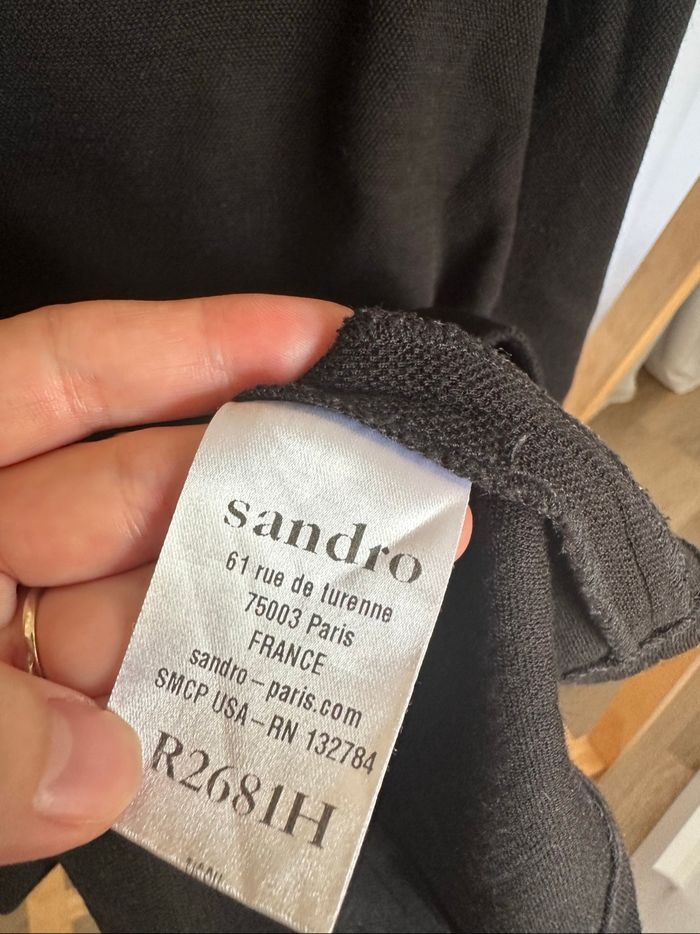 sandro
61 rue de turenne
75003 Paris
FRANCE
sandro–paris.com
SMCP USA–RN 132784
R2681H